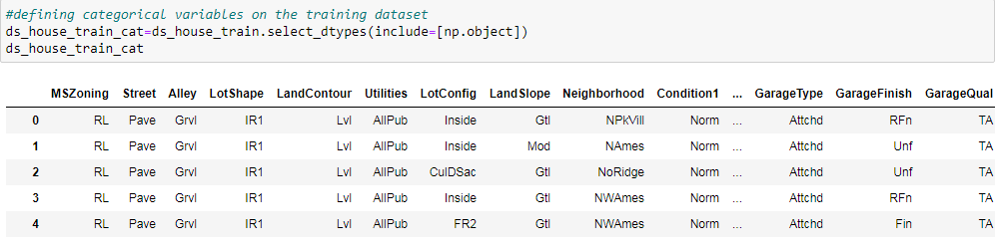 #defining categorical variables on the training dataset
ds_house_train_cat=ds_house_train.select_dtypes(include=[np.object])
ds_house_train_cat
MSZoning Street Alley LotShape LandContour Utilities LotConfig LandSlope Neighborhood Condition1 ... GarageType GarageFinish GarageQual
0 RL Pave Grvl IR1 Lvl AllPub Inside Gtl NPkVill Norm ... Attchd RFn TA
1 RL Pave Grvl IR1 Lvl AllPub Inside Mod NAmes Norm ... Attchd Unf TA
2 RL Pave Grvl IR1 Lvl AllPub CulDSac Gtl NoRidge Norm ... Attchd Unf TA
3 RL Pave Grvl IR1 Lvl AllPub Inside Gtl NWAmes Norm ... Attchd RFn TA
4 RL Pave Grvl IR1 Lvl AllPub FR2 Gtl NWAmes Norm ... Attchd Fin TA